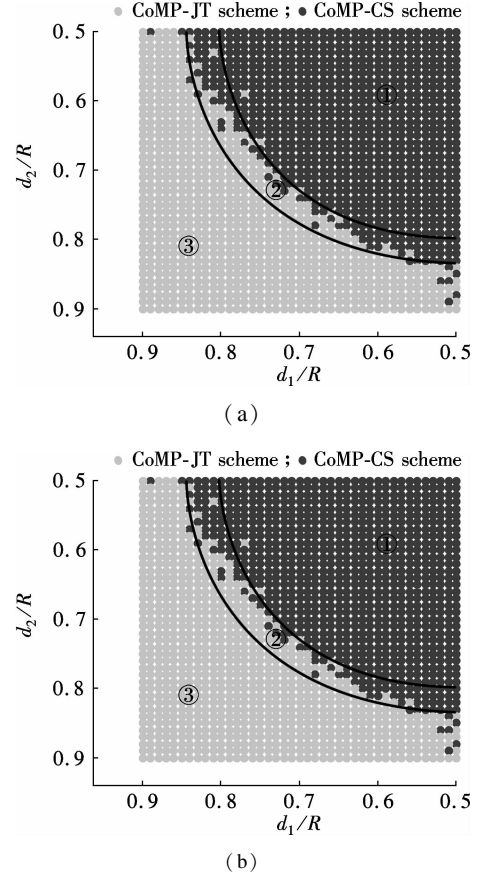 CoMP-JT scheme ; CoMP-CS scheme
0.5
0.6
0.7
0.8
0.9
d₂/R
①
②
③
0.9 0.8 0.7 0.6 0.5
d₁/R
(a)
CoMP-JT scheme ; CoMP-CS scheme
0.5
0.6
0.7
0.8
0.9
d₂/R
①
②
③
0.9 0.8 0.7 0.6 0.5
d₁/R
(b)